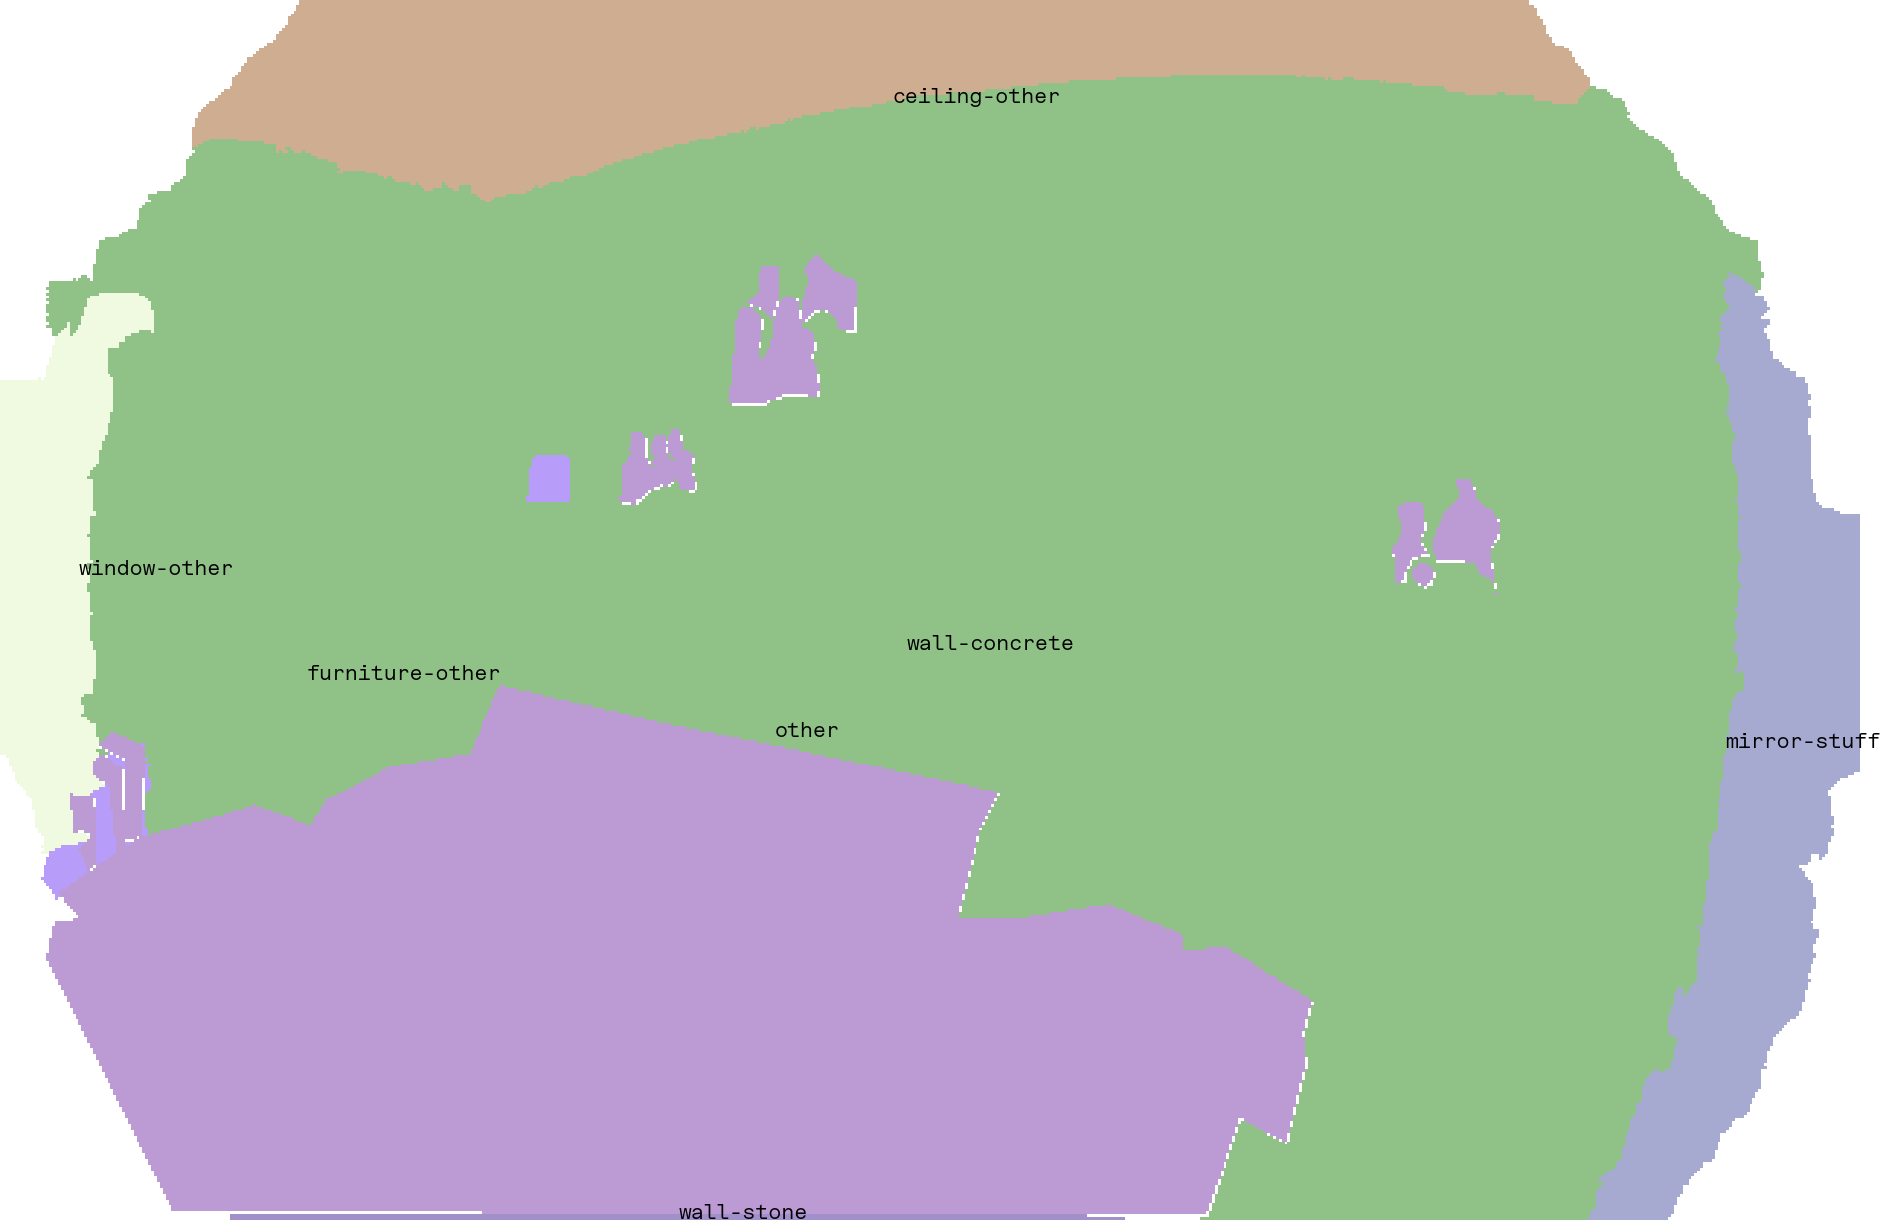 ceiling-other
window-other
wall-concrete
furniture-other
other
mirror-stuff
wall-stone